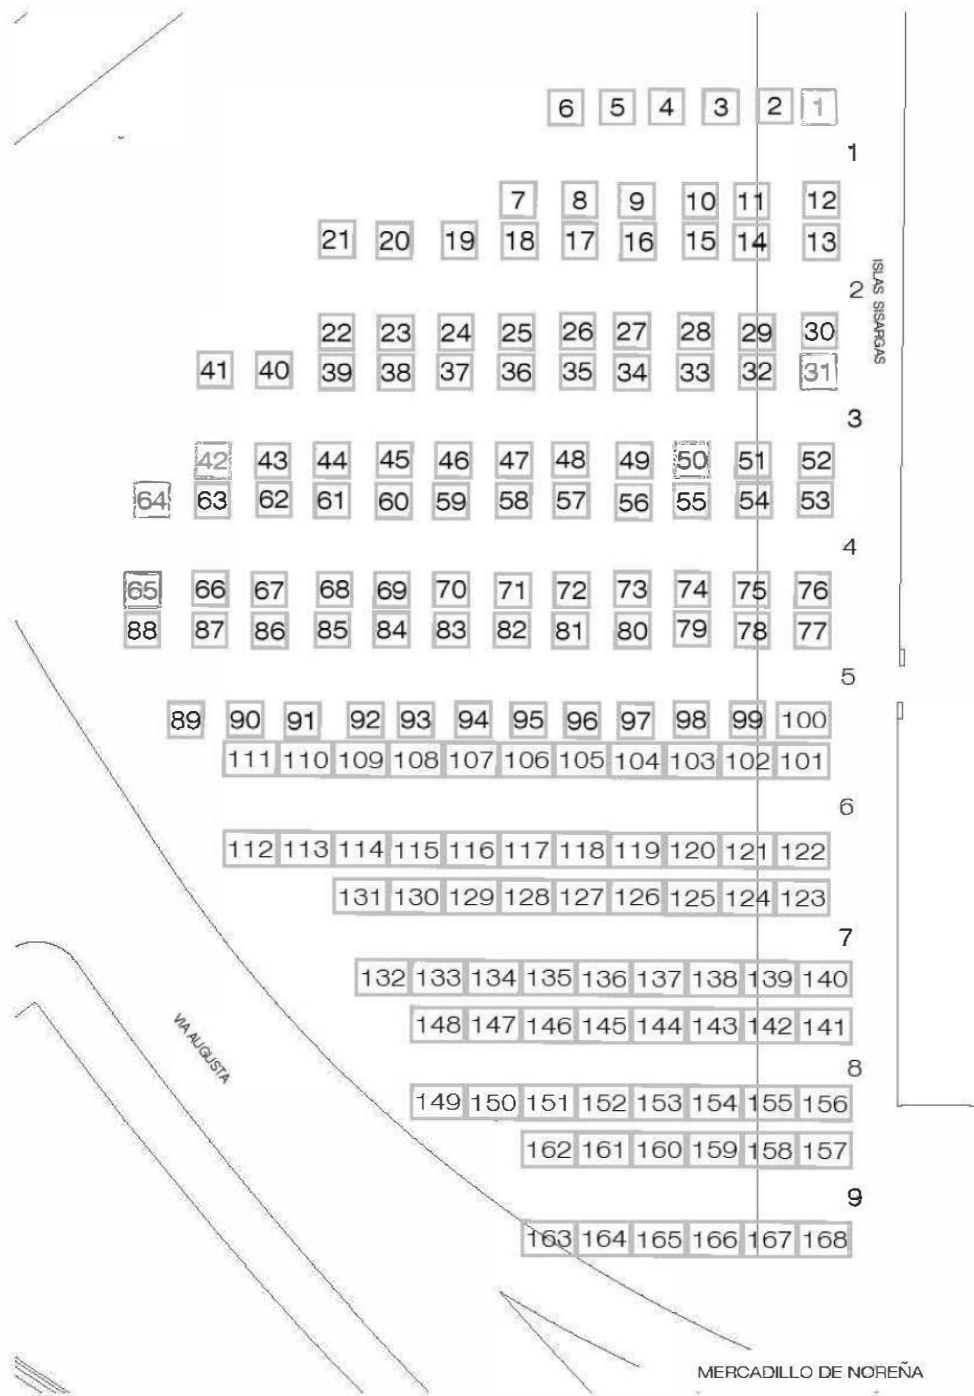 6 5 4 3 2 1
1
7 8 9 10 11 12
21 20 19 18 17 16 15 14 13
ISLAS SISARGAS
2
22 23 24 25 26 27 28 29 30
41 40 39 38 37 36 35 34 33 32 31
3
42 43 44 45 46 47 48 49 50 51 52
64 63 62 61 60 59 58 57 56 55 54 53
4
65 66 67 68 69 70 71 72 73 74 75 76
88 87 86 85 84 83 82 81 80 79 78 77
5
89 90 91 92 93 94 95 96 97 98 99 100
111 110 109 108 107 106 105 104 103 102 101
6
112 113 114 115 116 117 118 119 120 121 122
131 130 129 128 127 126 125 124 123
7
132 133 134 135 136 137 138 139 140
148 147 146 145 144 143 142 141
VIA AUGUSTA
8
149 150 151 152 153 154 155 156
162 161 160 159 158 157
9
163 164 165 166 167 168
MERCADILLO DE NOREÑA